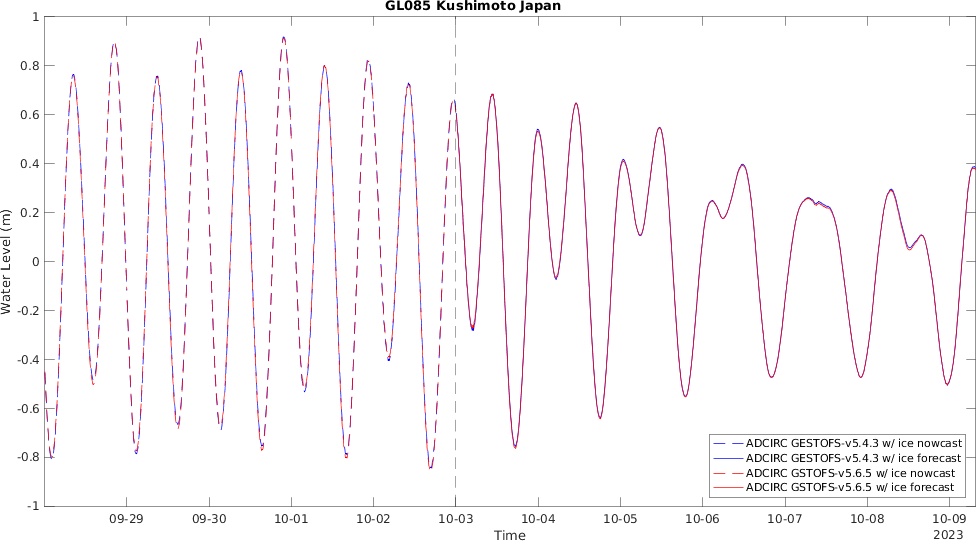 GL085 Kushimoto Japan
1
0.8
0.6
0.4
0.2
0
-0.2
-0.4
-0.6
-0.8
-1
Water Level (m)
ADCIRC GESTOFS-v5.4.3 w/ ice nowcast
ADCIRC GESTOFS-v5.4.3 w/ ice forecast
ADCIRC GSTOFS-v5.6.5 w/ ice nowcast
ADCIRC GSTOFS-v5.6.5 w/ ice forecast
09-29 09-30 10-01 10-02 10-03 10-04 10-05 10-06 10-07 10-08 10-09
2023
Time